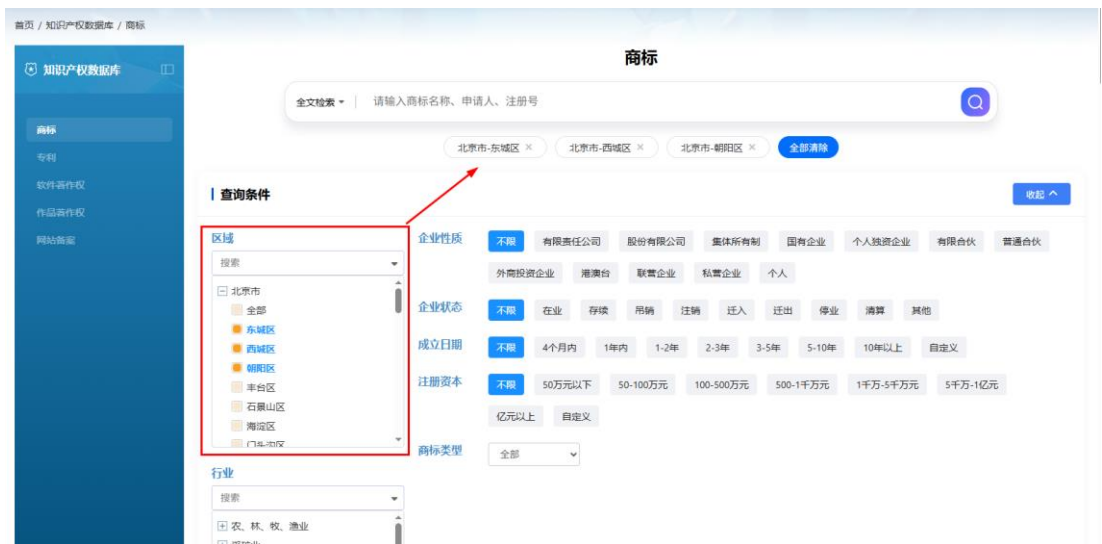 首页 / 知识产权数据库 / 商标
知识产权数据库
商标
专利
软件著作权
作品著作权
网站备案
商标
全文检索 请输入商标名称、申请人、注册号
北京市-东城区 × 北京市-西城区 × 北京市-朝阳区 × 全部清除
查询条件 收起
区域
搜索
北京市
全部
东城区
西城区
朝阳区
丰台区
石景山区
海淀区
门头沟区
行业
搜索
农、林、牧、渔业
采矿业
企业性质 不限 有限责任公司 股份有限公司 集体所有制 国有企业 个人独资企业 有限合伙 普通合伙
外商投资企业 港澳台 联营企业 私营企业 个人
企业状态 不限 在业 存续 吊销 注销 迁入 迁出 停业 清算 其他
成立日期 不限 4个月内 1年内 1-2年 2-3年 3-5年 5-10年 10年以上 自定义
注册资本 不限 50万元以下 50-100万元 100-500万元 500-1千万元 1千万-5千万元 5千万-1亿元
亿元以上 自定义
商标类型 全部